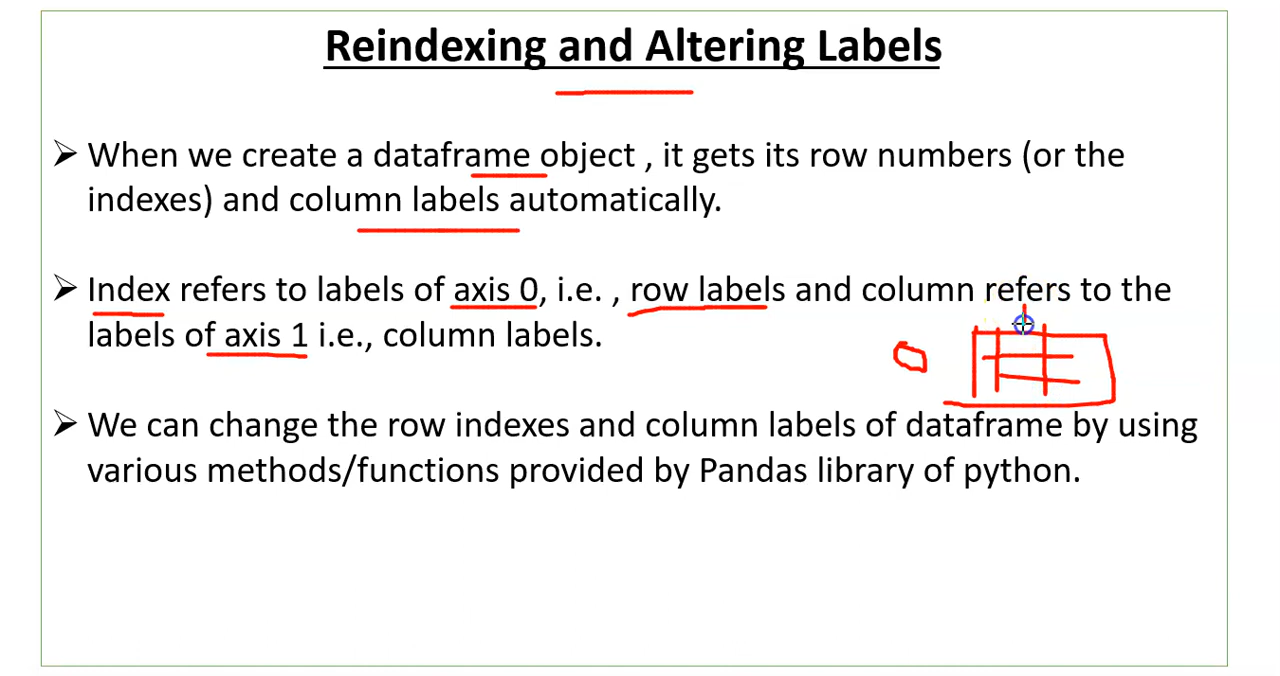 Reindexing and Altering Labels
➢ When we create a dataframe object , it gets its row numbers (or the
indexes) and column labels automatically.
➢ Index refers to labels of axis 0, i.e. , row labels and column refers to the
labels of axis 1 i.e., column labels.
➢ We can change the row indexes and column labels of dataframe by using
various methods/functions provided by Pandas library of python.